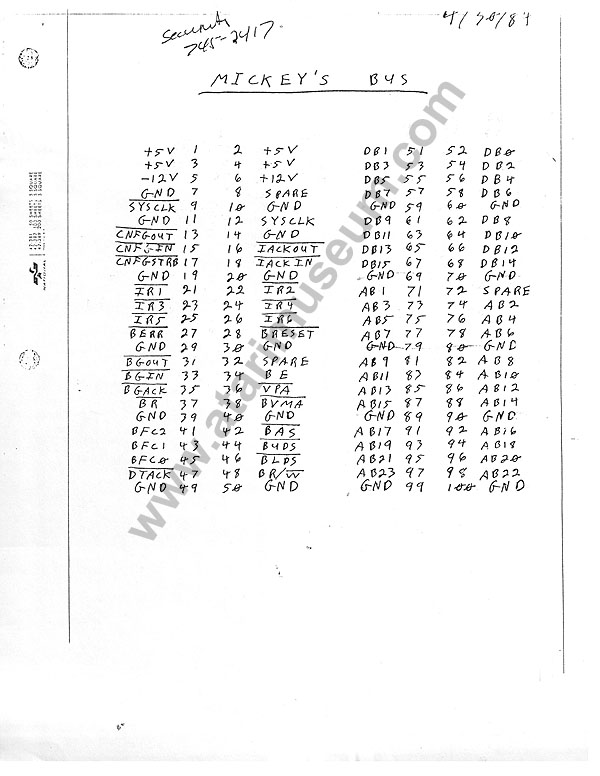 4/30/84
Security
745-2417.
MICKEY'S BUS
+5V 1 2 +5V DB1 51 52 DB0
+5V 3 4 +5V DB3 53 54 DB2
-12V 5 6 +12V DB5 55 56 DB4
GND 7 8 SPARE DB7 57 58 DB6
SYSCLK 9 10 GND GND 59 60 GND
GND 11 12 SYSCLK DB9 61 62 DB8
CNFGOUT 13 14 GND DB11 63 64 DB10
CNFGIN 15 16 IACKOUT DB13 65 66 DB12
CNFGSTRB 17 18 IACKIN DB15 67 68 DB14
GND 19 20 GND GND 69 70 GND
IR1 21 22 IR2 AB1 71 72 SPARE
IR3 23 24 IR4 AB3 73 74 AB2
IR5 25 26 IR6 AB5 75 76 AB4
BERR 27 28 BRESET AB7 77 78 AB6
GND 29 30 GND GND 79 80 GND
BGOUT 31 32 SPARE AB9 81 82 AB8
BGIN 33 34 BE AB11 83 84 AB10
BGACK 35 36 VPA AB13 85 86 AB12
BR 37 38 BVMA AB15 87 88 AB14
GND 39 40 GND GND 89 90 GND
BFC2 41 42 BAS AB17 91 92 AB16
BFC1 43 44 BUDS AB19 93 94 AB18
BFC0 45 46 BLDS AB21 95 96 AB20
DTACK 47 48 BR/W AB23 97 98 AB22
GND 49 50 GND GND 99 100 GND
www.atarimuseum.com